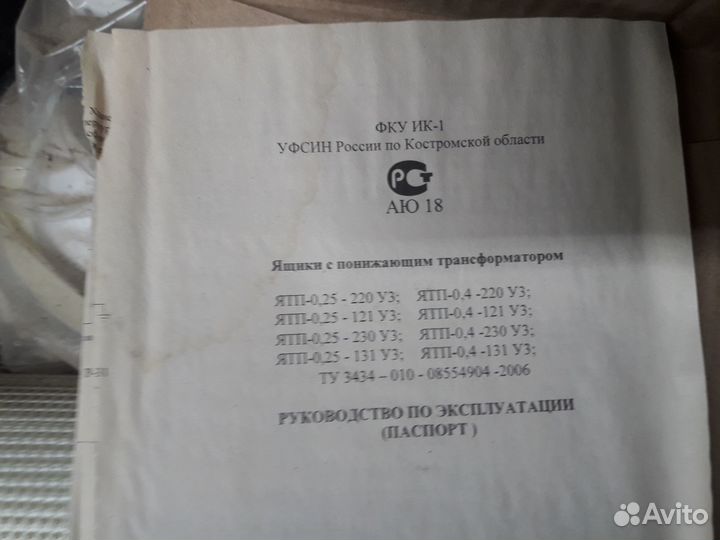 ФКУ ИК-1
УФСИН России по Костромской области
РСТ
АЮ 18
Ящики с понижающим трансформатором
ЯТП-0,25 - 220 У3; ЯТП-0,4 -220 У3;
ЯТП-0,25 - 121 У3; ЯТП-0,4 -121 У3;
ЯТП-0,25 - 230 У3; ЯТП-0,4 -230 У3;
ЯТП-0,25 - 131 У3; ЯТП-0,4 -131 У3;
ТУ 3434 – 010 - 08554904 -2006
РУКОВОДСТВО ПО ЭКСПЛУАТАЦИИ
(ПАСПОРТ )
Avito